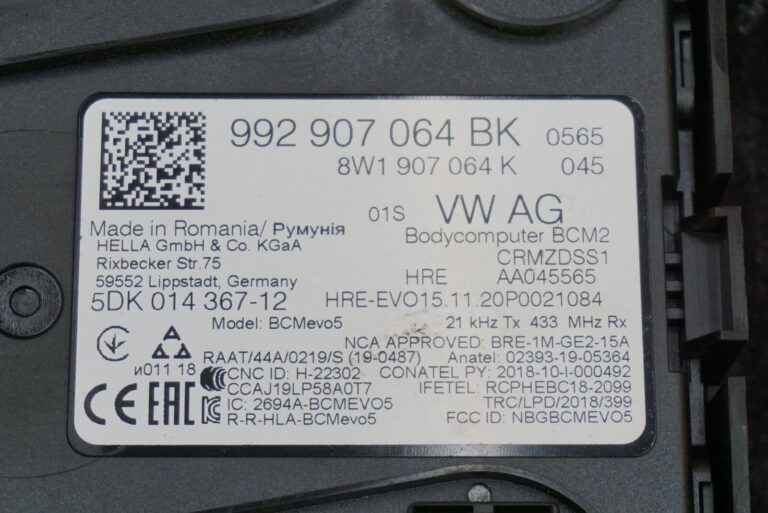 992 907 064 BK 0565
8W1 907 064 K 045
01S VW AG
Made in Romania/ Румунія
HELLA GmbH & Co. KGaA
Bodycomputer BCM2
Rixbecker Str.75
CRMZDSS1
59552 Lippstadt, Germany
HRE AA045565
5DK 014 367-12
HRE-EVO15.11.20P0021084
Model: BCMevo5
21 kHz Tx 433 MHz Rx
NCA APPROVED: BRE-1M-GE2-15A
RAAT/44A/0219/S (19-0487) Anatel: 02393-19-05364
и011 18
CNC ID: H-22302 CONATEL PY: 2018-10-I-000492
CCAJ19LP58A0T7 IFETEL: RCPHEBC18-2099
CE EAC
IC: 2694A-BCMEVO5 TRC/LPD/2018/399
R-R-HLA-BCMevo5 FCC ID: NBGBCMEVO5